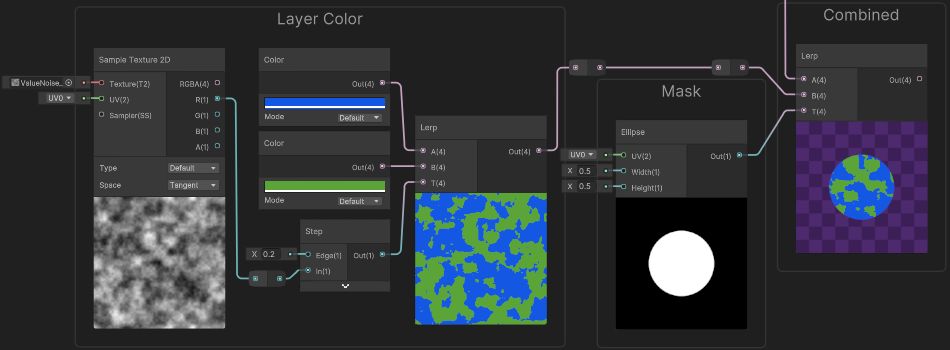 Layer Color
Combined
Mask
Sample Texture 2D
ValueNoise..
Texture(T2)
RGBA(4)
UV0
UV(2)
R(1)
Sampler(SS)
G(1)
B(1)
A(1)
Type
Default
Space
Tangent
Color
Out(4)
Mode
Default
Color
Out(4)
Mode
Default
Step
X 0.2
Edge(1)
Out(1)
In(1)
Lerp
A(4)
Out(4)
B(4)
T(4)
Ellipse
UV0
UV(2)
Out(1)
X 0.5
Width(1)
X 0.5
Height(1)
Lerp
A(4)
Out(4)
B(4)
T(4)